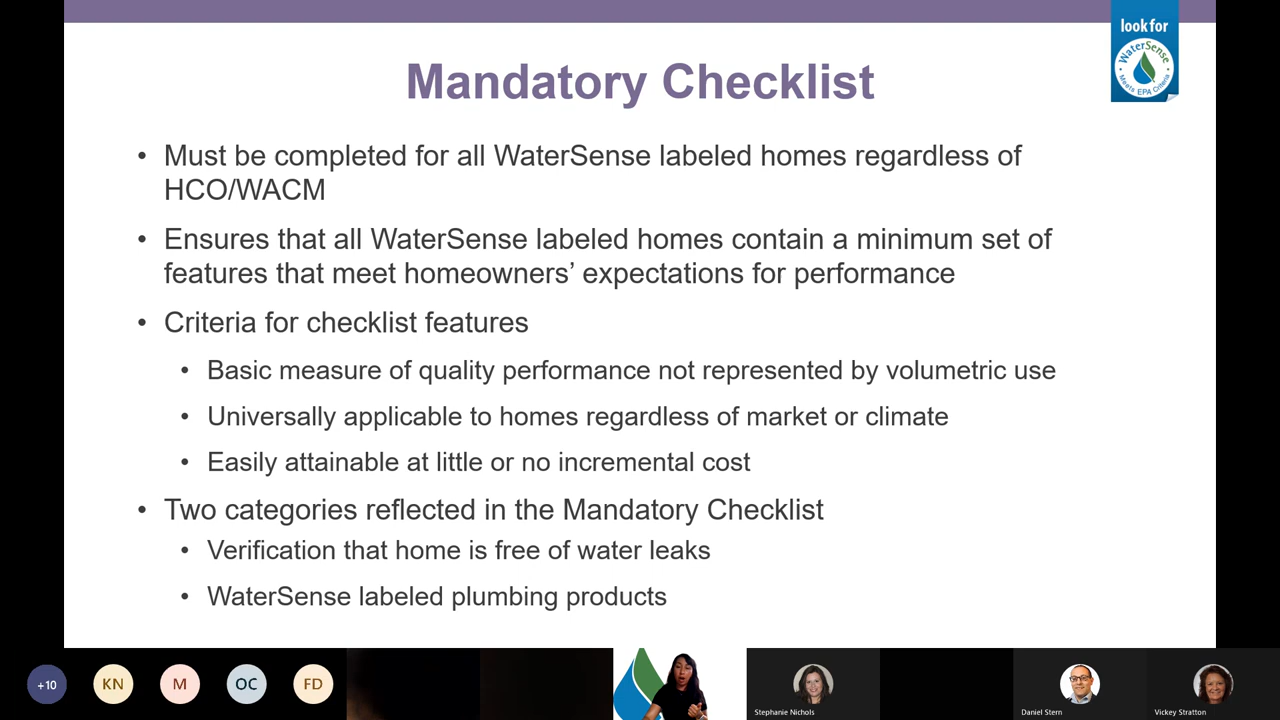 look for
WaterSense
Meets EPA Criteria
Mandatory Checklist
• Must be completed for all WaterSense labeled homes regardless of
HCO/WACM
• Ensures that all WaterSense labeled homes contain a minimum set of
features that meet homeowners’ expectations for performance
• Criteria for checklist features
• Basic measure of quality performance not represented by volumetric use
• Universally applicable to homes regardless of market or climate
• Easily attainable at little or no incremental cost
• Two categories reflected in the Mandatory Checklist
• Verification that home is free of water leaks
• WaterSense labeled plumbing products
+10
KN
M
OC
FD
Stephanie Nichols
Daniel Stern
Vickey Stratton